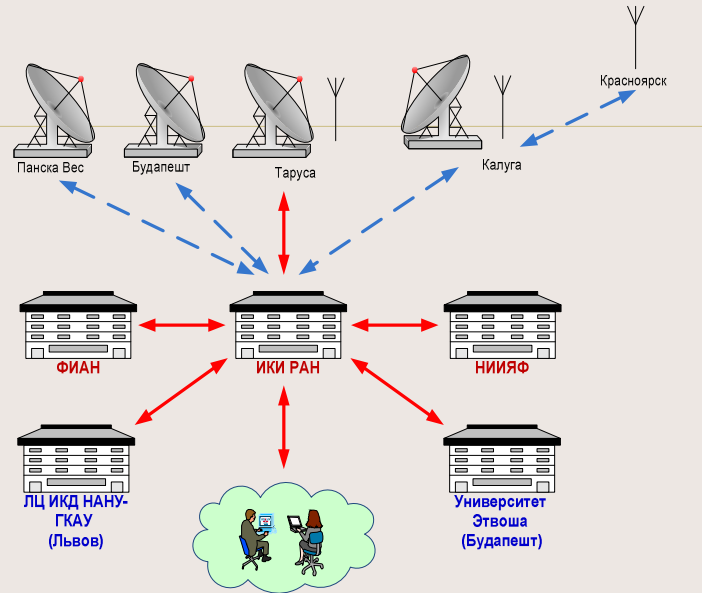 Красноярск
Панска Вес
Будапешт
Таруса
Калуга
ФИАН
ИКИ РАН
НИИЯФ
ЛЦ ИКД НАНУ-
ГКАУ
(Львов)
Университет
Этвоша
(Будапешт)